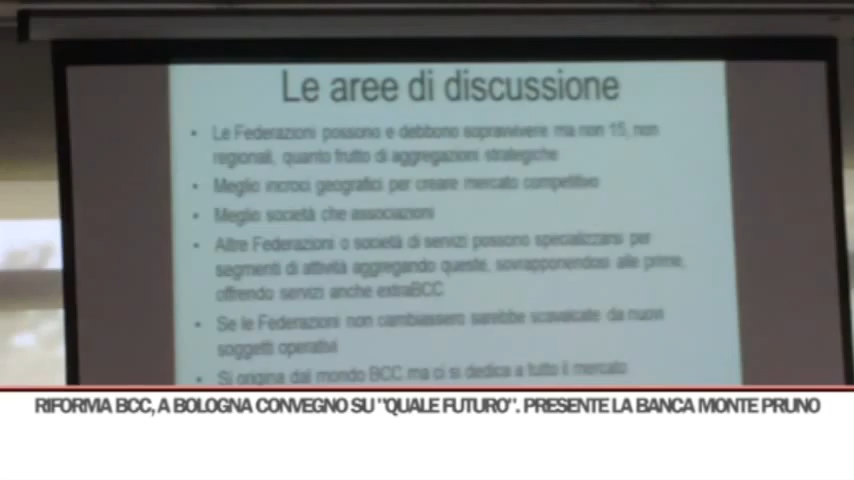 Le aree di discussione
• Le Federazioni possono e debbono sopravvivere ma non 15, non
regionali, quanto frutto di aggregazioni strategiche
• Meglio incroci geografici per creare mercato competitivo
• Meglio società che associazioni
• Altre Federazioni o società di servizi possono specializzarsi per
segmenti di attività aggregando queste, sovrapponendosi alle prime,
offrendo servizi anche extraBCC
• Se le Federazioni non cambiassero sarebbe scavalcate da nuovi
soggetti operativi
• Si origina dal mondo BCC ma ci si dedica a tutto il mercato
RIFORMA BCC, A BOLOGNA CONVEGNO SU "QUALE FUTURO". PRESENTE LA BANCA MONTE PRUNO